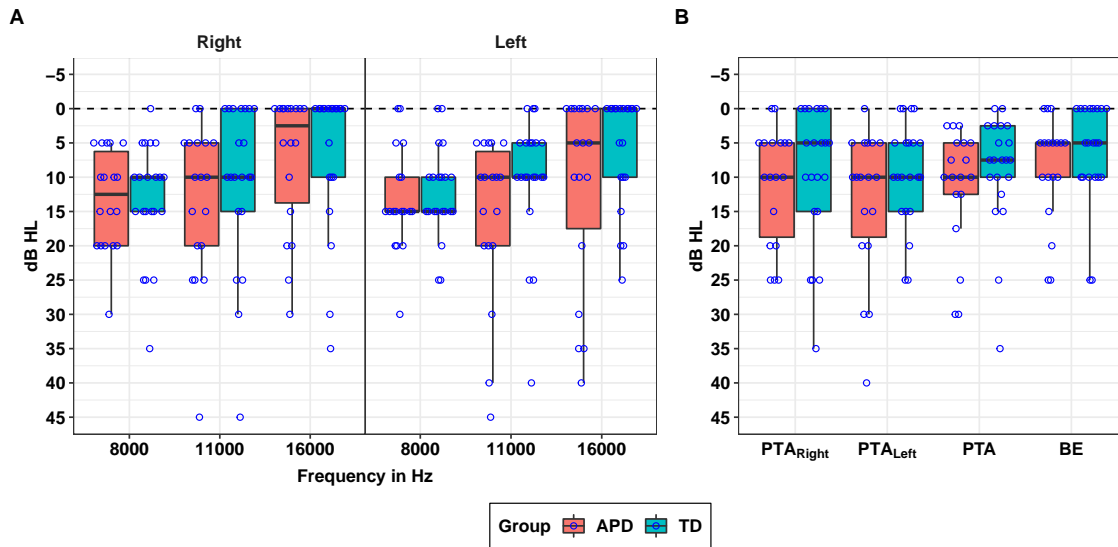 A
B
Right
Left
dB HL
−5
0
5
10
15
20
25
30
35
40
45
8000
11000
16000
8000
11000
16000
Frequency in Hz
dB HL
−5
0
5
10
15
20
25
30
35
40
45
PTARight
PTALeft
PTA
BE
Group APD TD